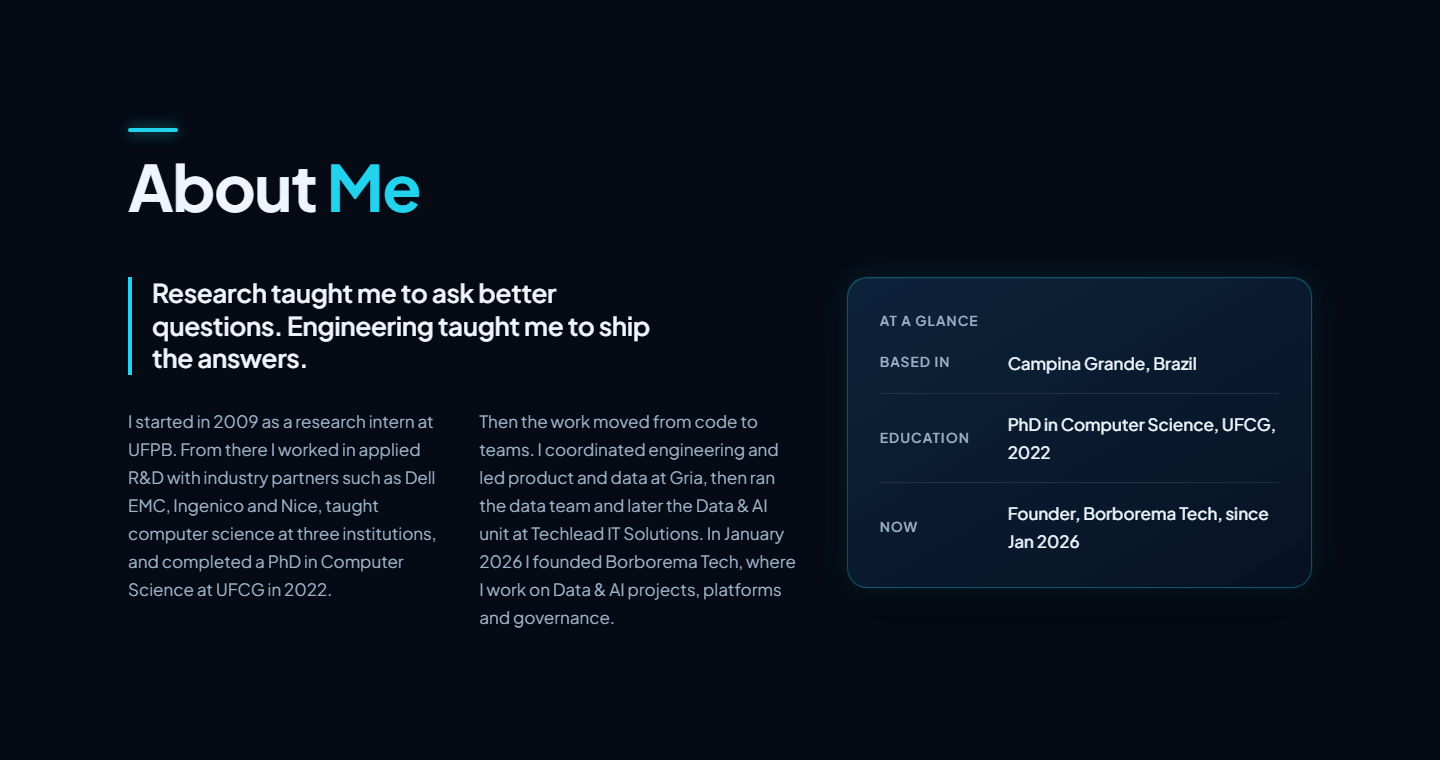 About Me
Research taught me to ask better
questions. Engineering taught me to ship
the answers.
I started in 2009 as a research intern at
UFPB. From there I worked in applied
R&D with industry partners such as Dell
EMC, Ingenico and Nice, taught
computer science at three institutions,
and completed a PhD in Computer
Science at UFCG in 2022.
Then the work moved from code to
teams. I coordinated engineering and
led product and data at Gria, then ran
the data team and later the Data & AI
unit at Techlead IT Solutions. In January
2026 I founded Borborema Tech, where
I work on Data & AI projects, platforms
and governance.
AT A GLANCE
BASED IN
Campina Grande, Brazil
EDUCATION
PhD in Computer Science, UFCG,
2022
NOW
Founder, Borborema Tech, since
Jan 2026